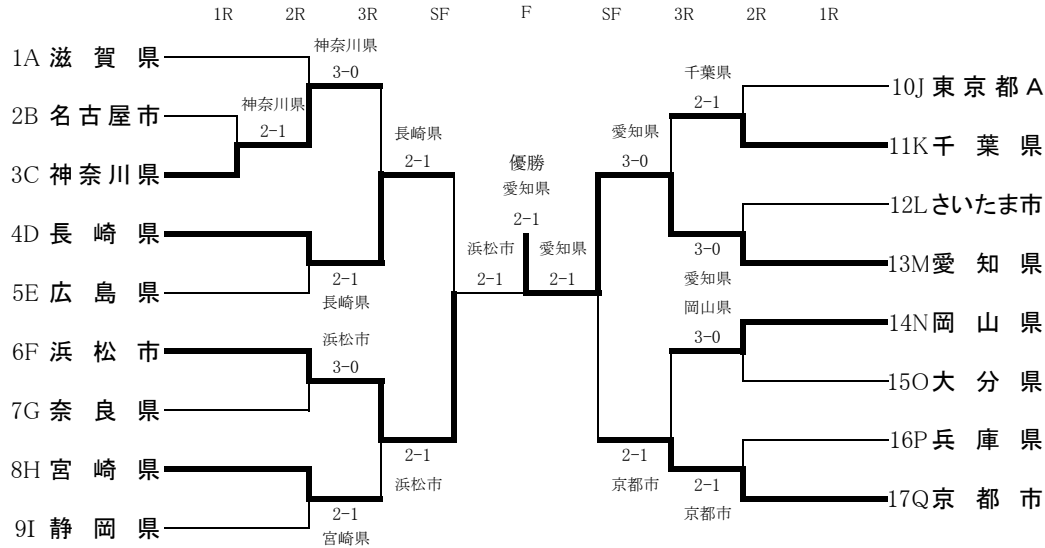 1R 2R 3R SF F SF 3R 2R 1R
1A 滋賀県
2B 名古屋市
3C 神奈川県
4D 長崎県
5E 広島県
6F 浜松市
7G 奈良県
8H 宮崎県
9I 静岡県
神奈川県
2-1
神奈川県
3-0
2-1
長崎県
浜松市
3-0
2-1
宮崎県
長崎県
2-1
2-1
浜松市
浜松市
2-1
優勝
愛知県
2-1
愛知県
2-1
愛知県
3-0
2-1
京都市
千葉県
2-1
3-0
愛知県
岡山県
3-0
2-1
京都市
10J 東京都A
11K 千葉県
12L さいたま市
13M 愛知県
14N 岡山県
15O 大分県
16P 兵庫県
17Q 京都市